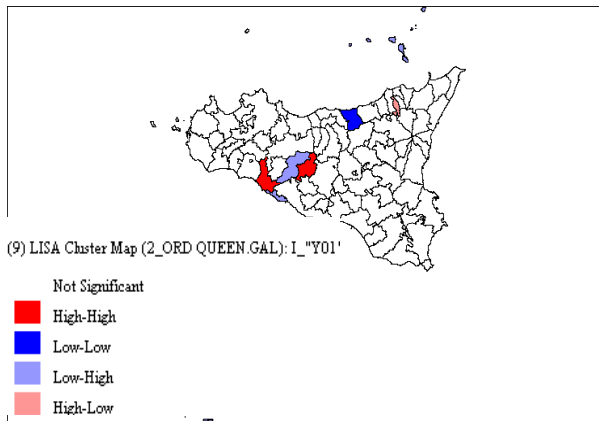 (9) LISA Cluster Map (2_ORD QUEEN.GAL): I_"Y01'
Not Significant
High-High
Low-Low
Low-High
High-Low